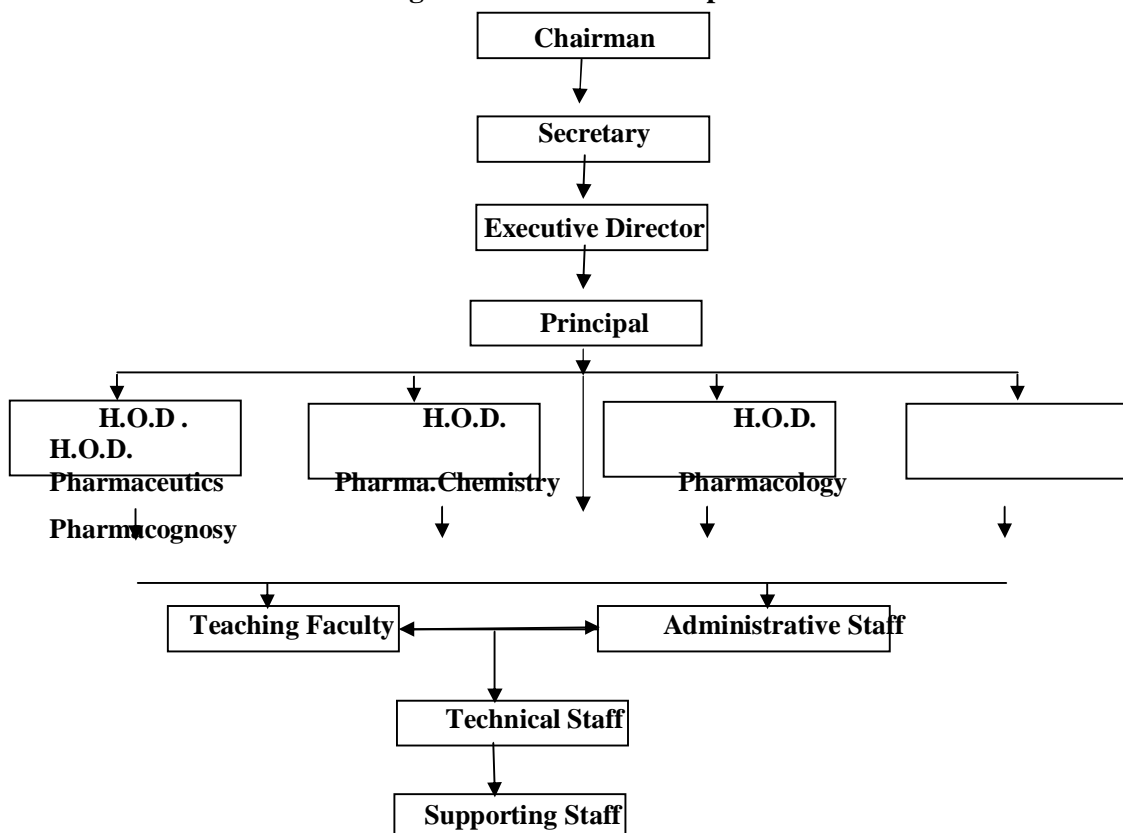 Chairman
Secretary
Executive Director
Principal
H.O.D . H.O.D. H.O.D.
H.O.D.
Pharmaceutics Pharma.Chemistry Pharmacology
Pharmacognosy
Teaching Faculty Administrative Staff
Technical Staff
Supporting Staff